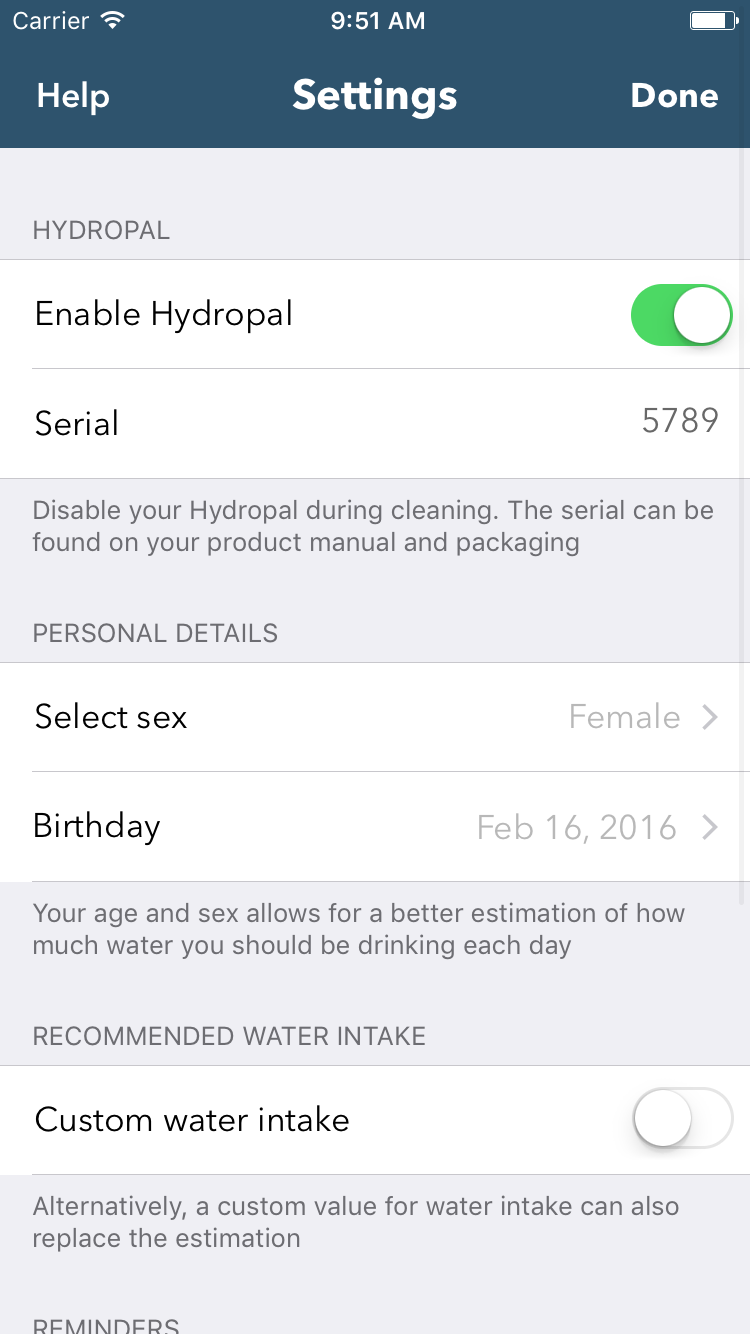 Carrier 9:51 AM
Help Settings Done
HYDROPAL
Enable Hydropal
Serial 5789
Disable your Hydropal during cleaning. The serial can be
found on your product manual and packaging
PERSONAL DETAILS
Select sex Female
Birthday Feb 16, 2016
Your age and sex allows for a better estimation of how
much water you should be drinking each day
RECOMMENDED WATER INTAKE
Custom water intake
Alternatively, a custom value for water intake can also
replace the estimation
REMINDERS